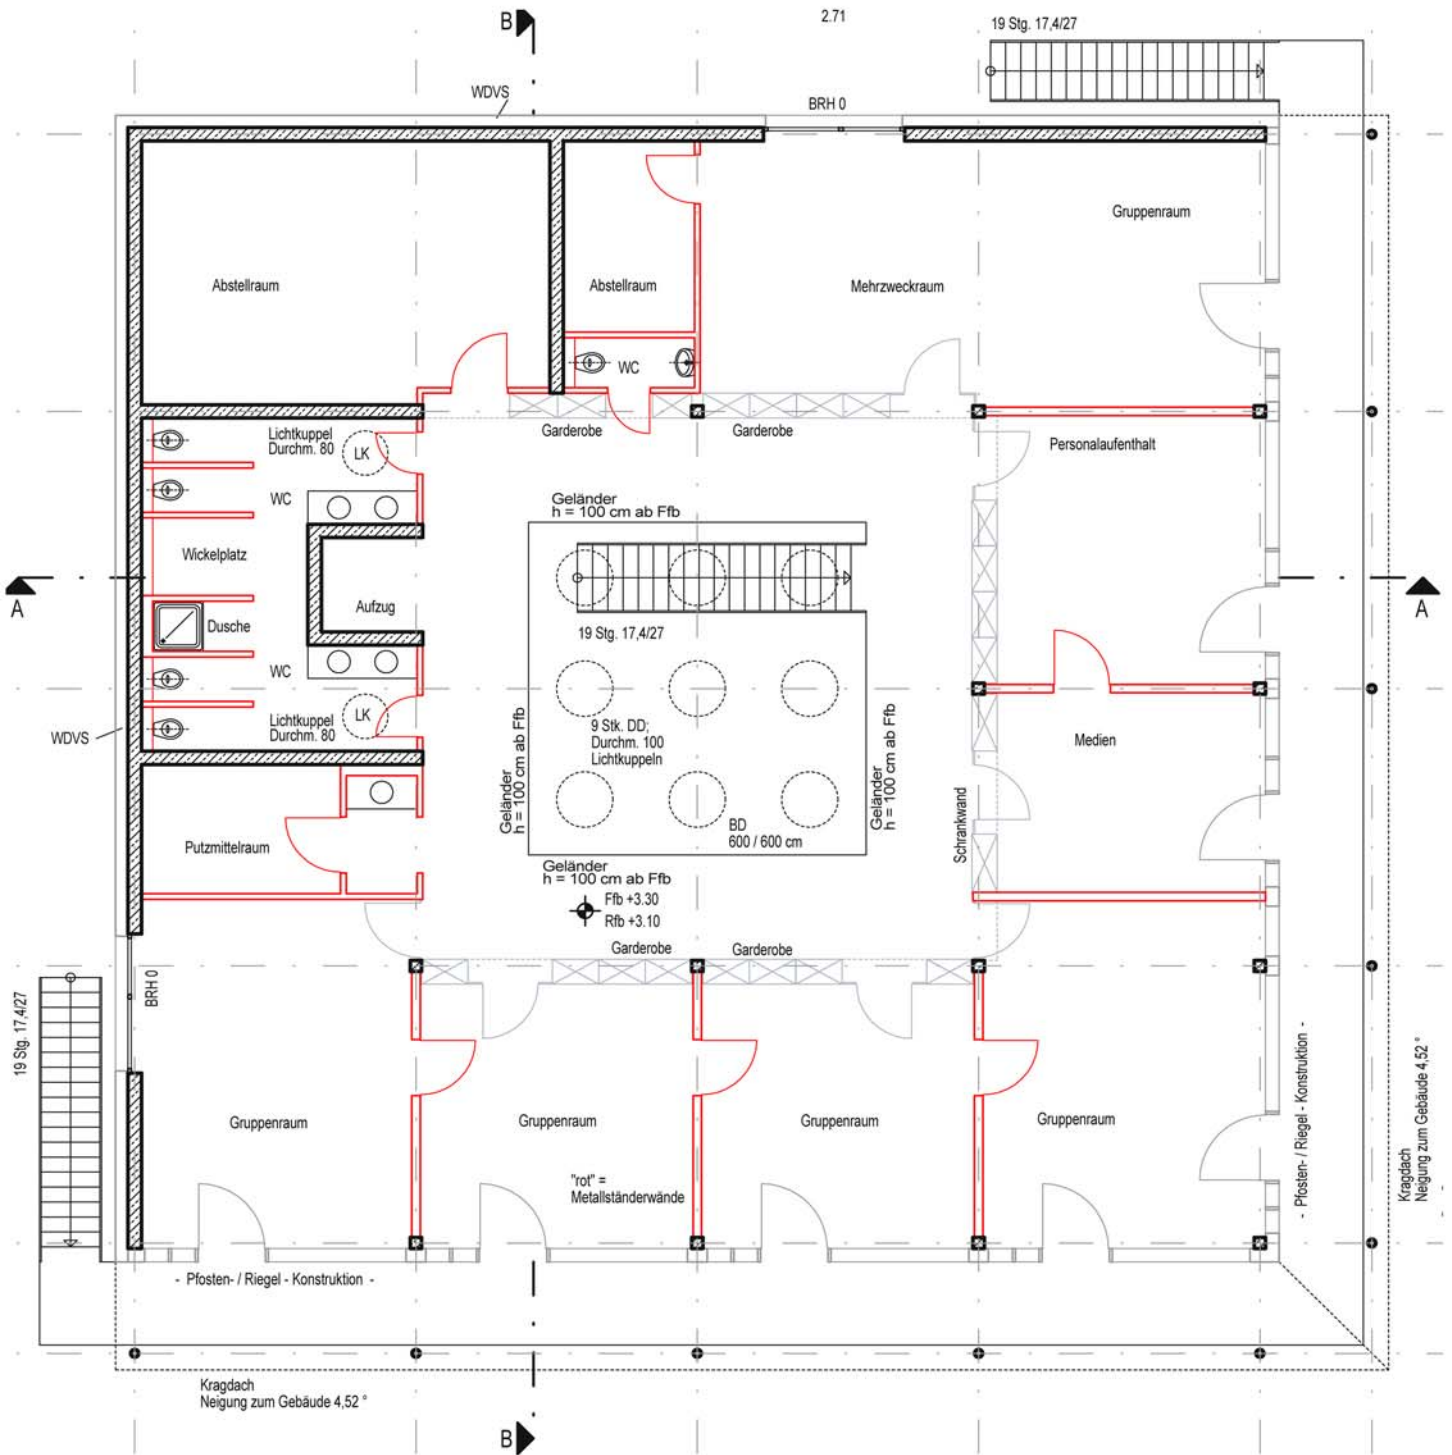 B
2.71
19 Stg. 17,4/27
WDVS
BRH 0
Gruppenraum
Abstellraum
Abstellraum
Mehrzweckraum
WC
Garderobe
Garderobe
Lichtkuppel
Durchm. 80
LK
Personalaufenthalt
WC
Geländer
h = 100 cm ab Ffb
Wickelplatz
A
Aufzug
A
Dusche
19 Stg. 17,4/27
WC
Lichtkuppel
Durchm. 80
LK
WDVS
9 Stk. DD;
Durchm. 100
Lichtkuppeln
Medien
Geländer
h = 100 cm ab Ffb
Geländer
h = 100 cm ab Ffb
Schrankwand
BD
600 / 600 cm
Putzmittelraum
Geländer
h = 100 cm ab Ffb
Ffb +3.30
Rfb +3.10
Garderobe
Garderobe
BRH 0
19 Stg. 17,4/27
Gruppenraum
Gruppenraum
Gruppenraum
Gruppenraum
- Pfosten- / Riegel - Konstruktion -
Kragdach
Neigung zum Gebäude 4,52 °
"rot" =
Metallständerwände
- Pfosten- / Riegel - Konstruktion -
Kragdach
Neigung zum Gebäude 4,52 °
B